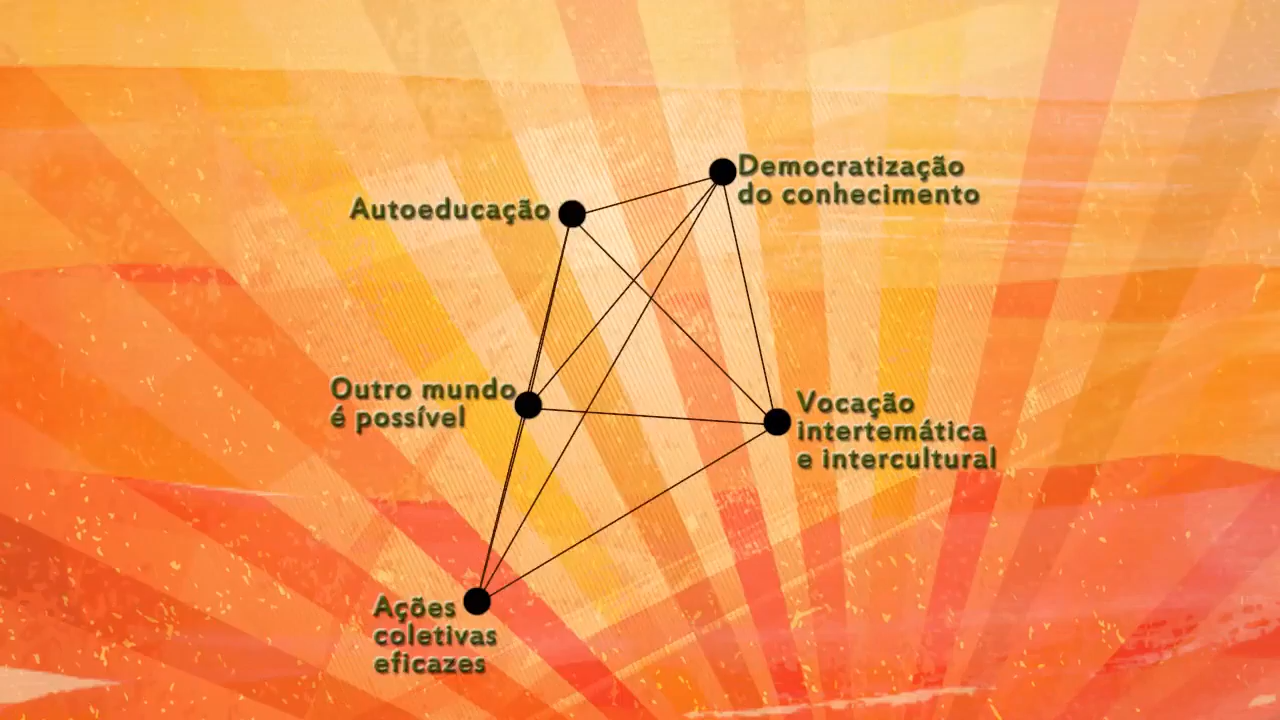 Democratização
do conhecimento
Autoeducação
Outro mundo
é possível
Vocação
intertemática
e intercultural
Ações
coletivas
eficazes